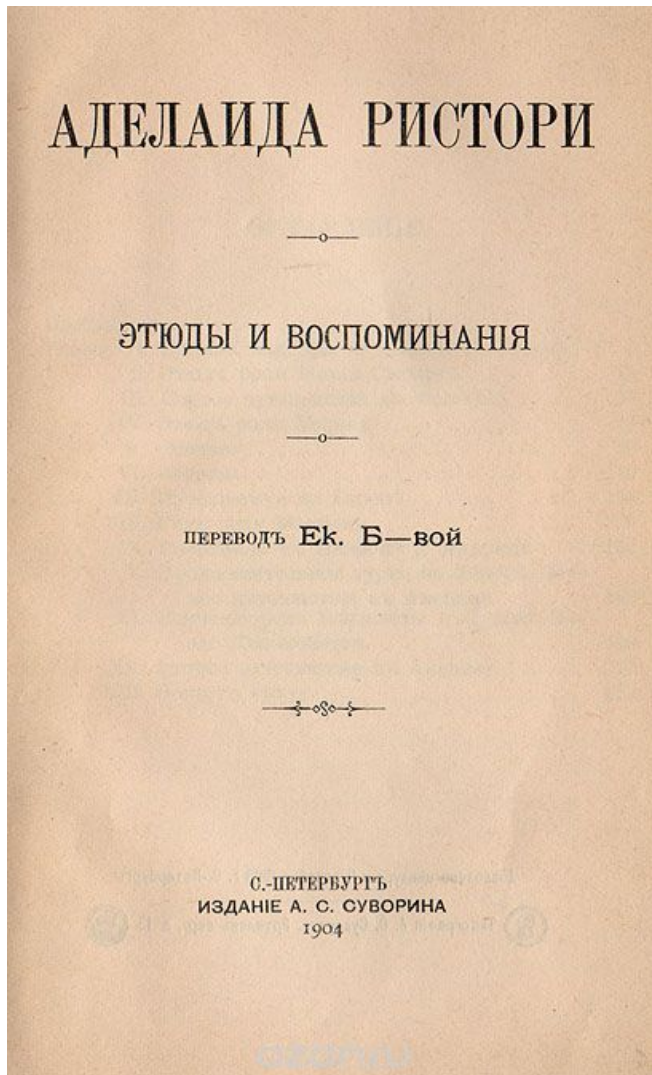 АДЕЛАИДА РИСТОРИ
ЭТЮДЫ И ВОСПОМИНАНІЯ
ПЕРЕВОДЪ Ек. Б—вой
С.-ПЕТЕРБУРГЪ
ИЗДАНІЕ А. С. СУВОРИНА
1904